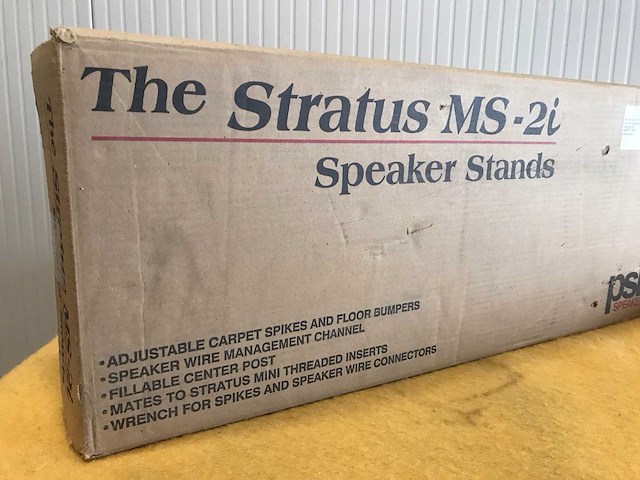 The Stratus MS-2i
Speaker Stands
•ADJUSTABLE CARPET SPIKES AND FLOOR BUMPERS
•SPEAKER WIRE MANAGEMENT CHANNEL
•FILLABLE CENTER POST
•MATES TO STRATUS MINI THREADED INSERTS
•WRENCH FOR SPIKES AND SPEAKER WIRE CONNECTORS